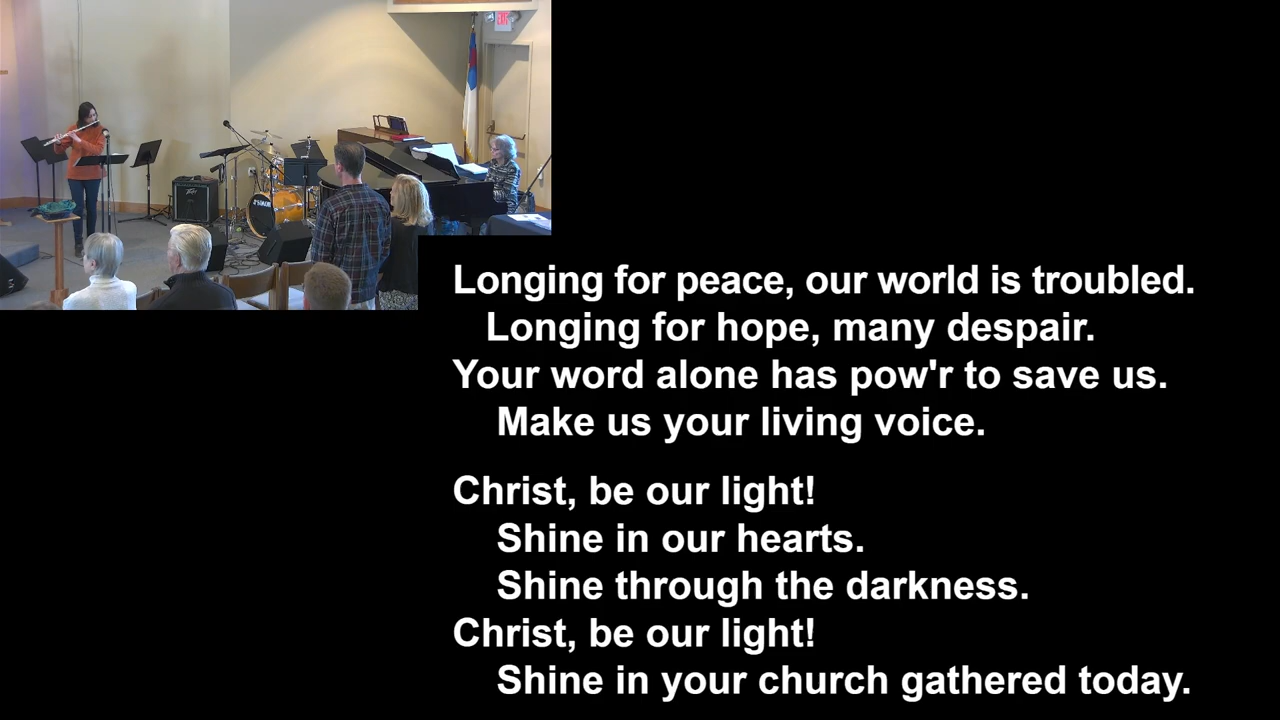 EXIT
PEAVEY
Longing for peace, our world is troubled.
Longing for hope, many despair.
Your word alone has pow'r to save us.
Make us your living voice.
Christ, be our light!
Shine in our hearts.
Shine through the darkness.
Christ, be our light!
Shine in your church gathered today.